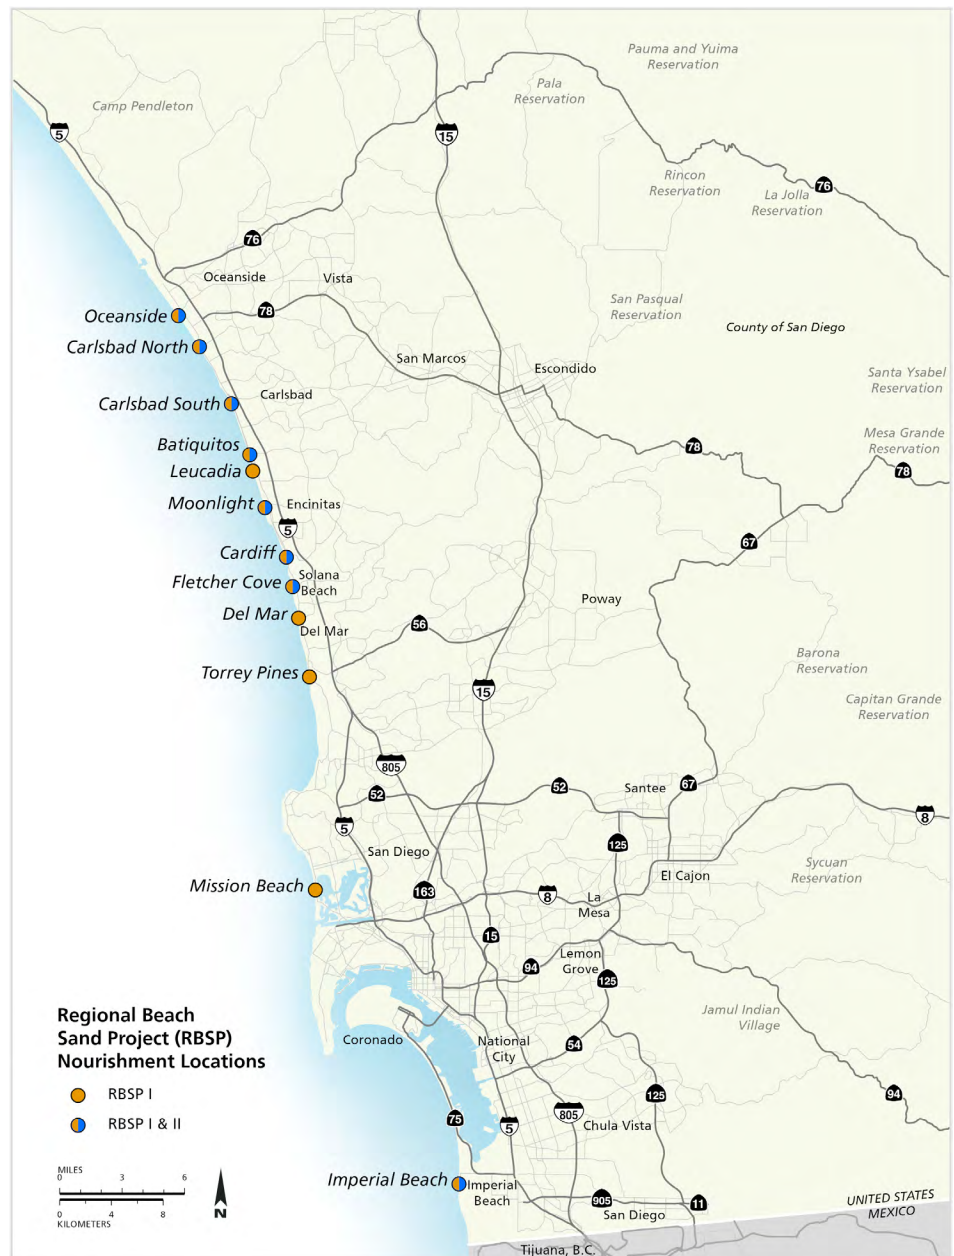 Pauma and Yuima
Reservation
Pala
Reservation
Camp Pendleton
5
15
Rincon
Reservation
76
La Jolla
Reservation
76
Oceanside
Vista
San Pasqual
Reservation
78
Oceanside
County of San Diego
Carlsbad North
San Marcos
Escondido
Santa Ysabel
Reservation
Carlsbad South
Carlsbad
Mesa Grande
Reservation
Batiquitos
78
78
Leucadia
Moonlight
Encinitas
5
67
Cardiff
Fletcher Cove
Solana
Beach
Poway
Del Mar
Del Mar
56
Barona
Reservation
Torrey Pines
15
Capitan Grande
Reservation
805
52
52
Santee
67
8
5
125
San Diego
Sycuan
Reservation
El Cajon
Mission Beach
163
8
La
Mesa
15
94
Lemon
Grove
125
Jamul Indian
Village
Regional Beach
Sand Project (RBSP)
Nourishment Locations
Coronado
National
City
54
RBSP I
125
94
RBSP I & II
75
5
805
Chula Vista
MILES
0 3 6
0 4 8
KILOMETERS
N
Imperial Beach
Imperial
Beach
905
San Diego
11
UNITED STATES
MEXICO
Tijuana, B.C.